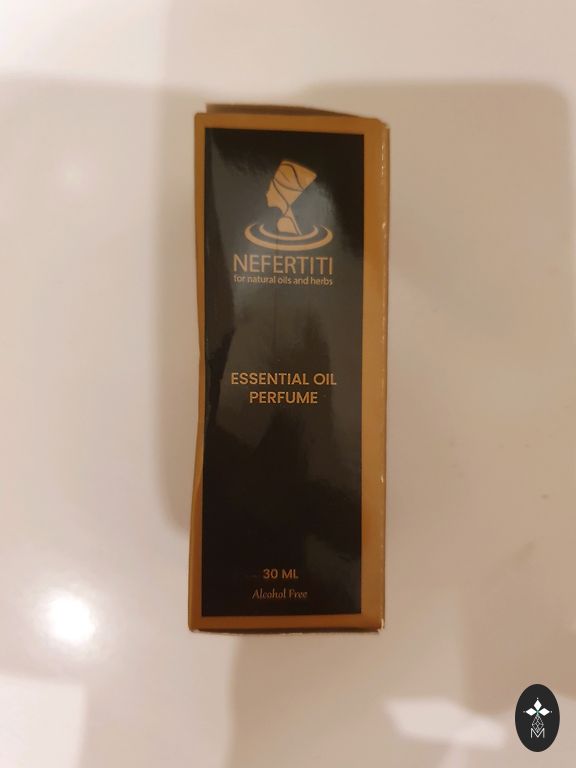 NEFERTITI
for natural oils and herbs
ESSENTIAL OIL
PERFUME
30 ML
Alcohol Free
M